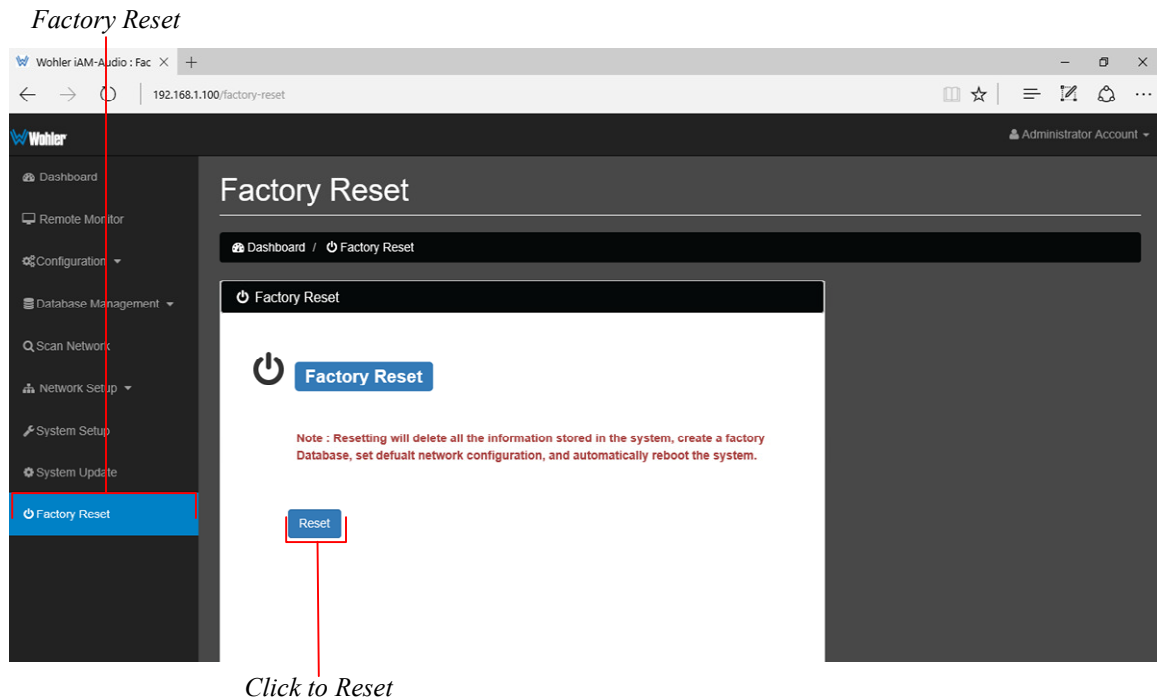 Factory Reset
Wohler iAM-Audio : Fac
192.168.1.100/factory-reset
Wohler
Administrator Account
Dashboard
Remote Monitor
Configuration
Database Management
Scan Network
Network Setup
System Setup
System Update
Factory Reset
Factory Reset
Dashboard / Factory Reset
Factory Reset
Factory Reset
Note : Resetting will delete all the information stored in the system, create a factory
Database, set defualt network configuration, and automatically reboot the system.
Reset
Click to Reset